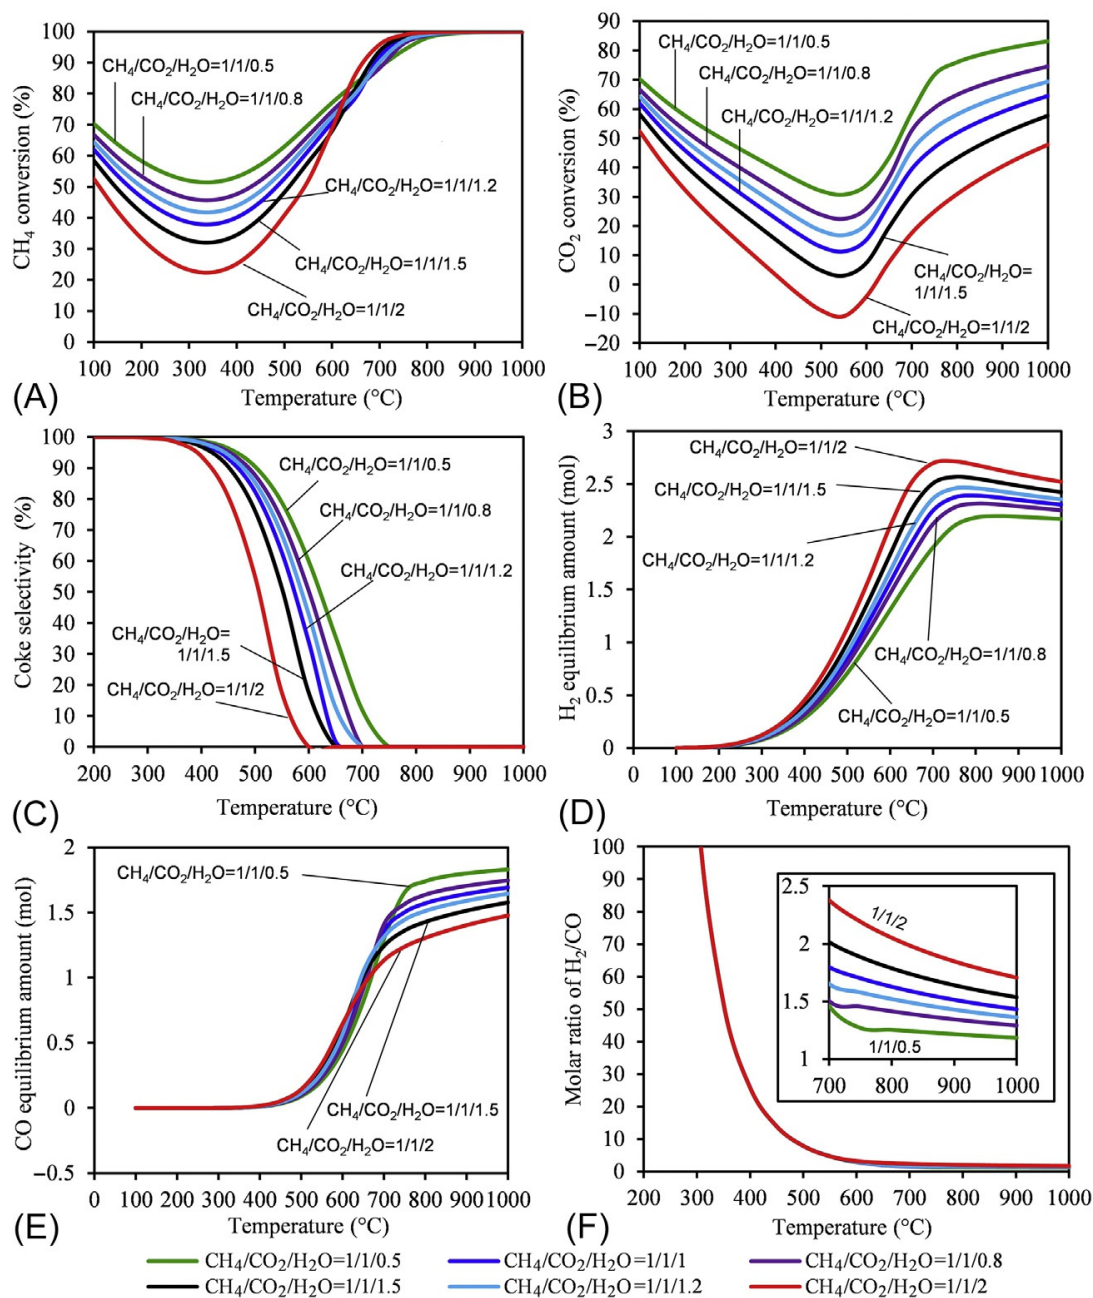 100
90
80
70
60
50
40
30
20
10
0
CH₄ conversion (%)
CH₄/CO₂/H₂O=1/1/0.5
CH₄/CO₂/H₂O=1/1/0.8
CH₄/CO₂/H₂O=1/1/1.2
CH₄/CO₂/H₂O=1/1/1.5
CH₄/CO₂/H₂O=1/1/2
100 200 300 400 500 600 700 800 900 1000
(A) Temperature (°C)
90
80
70
60
50
40
30
20
10
0
−10
−20
CO₂ conversion (%)
CH₄/CO₂/H₂O=1/1/0.5
CH₄/CO₂/H₂O=1/1/0.8
CH₄/CO₂/H₂O=1/1/1.2
CH₄/CO₂/H₂O=
1/1/1.5
CH₄/CO₂/H₂O=1/1/2
100 200 300 400 500 600 700 800 900 1000
(B) Temperature (°C)
100
90
80
70
60
50
40
30
20
10
0
Coke selectivity (%)
CH₄/CO₂/H₂O=1/1/0.5
CH₄/CO₂/H₂O=1/1/0.8
CH₄/CO₂/H₂O=1/1/1.2
CH₄/CO₂/H₂O=
1/1/1.5
CH₄/CO₂/H₂O=1/1/2
200 300 400 500 600 700 800 900 1000
(C) Temperature (°C)
3
2.5
2
1.5
1
0.5
0
H₂ equilibrium amount (mol)
CH₄/CO₂/H₂O=1/1/2
CH₄/CO₂/H₂O=1/1/1.5
CH₄/CO₂/H₂O=1/1/1.2
CH₄/CO₂/H₂O=1/1/0.8
CH₄/CO₂/H₂O=1/1/0.5
0 100 200 300 400 500 600 700 800 900 1000
(D) Temperature (°C)
2
1.5
1
0.5
0
−0.5
CO equilibrium amount (mol)
CH₄/CO₂/H₂O=1/1/0.5
CH₄/CO₂/H₂O=1/1/1.5
CH₄/CO₂/H₂O=1/1/2
0 100 200 300 400 500 600 700 800 900 1000
(E) Temperature (°C)
100
90
80
70
60
50
40
30
20
10
0
Molar ratio of H₂/CO
2.5
2
1.5
1
1/1/2
1/1/0.5
700 800 900 1000
200 300 400 500 600 700 800 900 1000
(F) Temperature (°C)
CH₄/CO₂/H₂O=1/1/0.5 CH₄/CO₂/H₂O=1/1/1 CH₄/CO₂/H₂O=1/1/0.8
CH₄/CO₂/H₂O=1/1/1.5 CH₄/CO₂/H₂O=1/1/1.2 CH₄/CO₂/H₂O=1/1/2